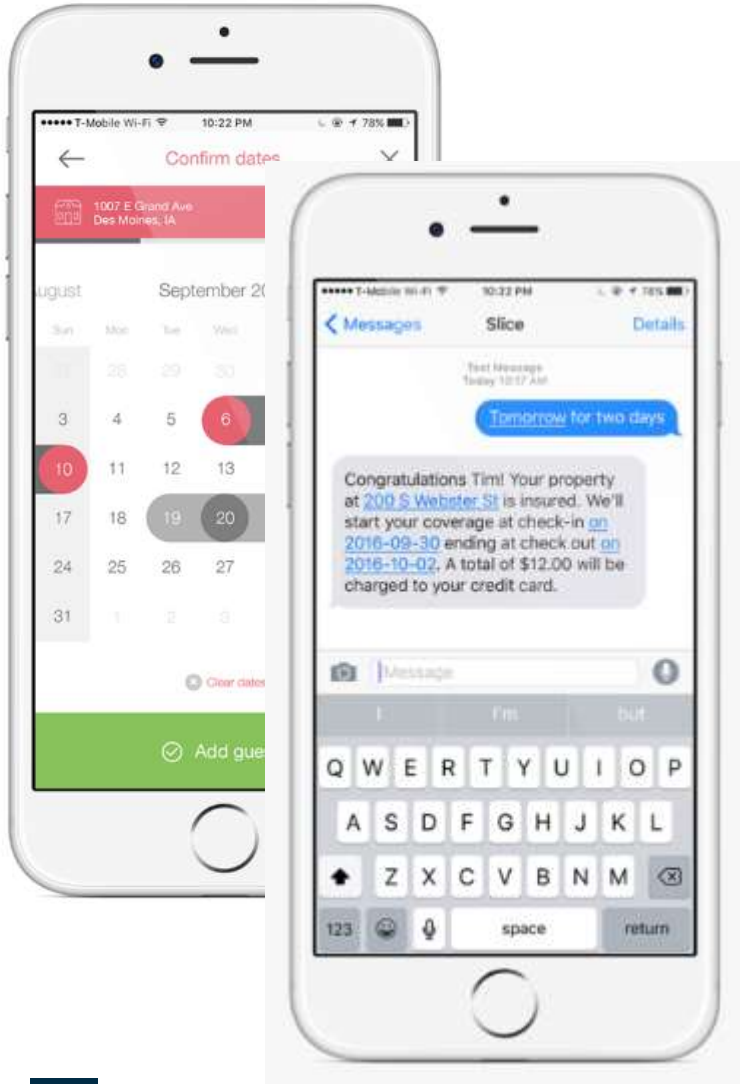 T-Mobile Wi-Fi 10:22 PM 78%
Confirm dates
1007 E Grand Ave
Des Moines, IA
ugust September 20
Sun Mon Tue Wed
28 29 30
3 4 5 6
10 11 12 13
17 18 19 20
24 25 26 27
31 1 2 3
Clear dates
Add gue
T-Mobile Wi-Fi 10:22 PM 78%
Messages Slice Details
Text Message
Today 10:17 AM
Tomorrow for two days
Congratulations Tim! Your property
at 200 S Webster St is insured. We'll
start your coverage at check-in on
2016-09-30 ending at check out on
2016-10-02. A total of $12.00 will be
charged to your credit card.
Message
I I'm but
Q W E R T Y U I O P
A S D F G H J K L
Z X C V B N M
123 space return